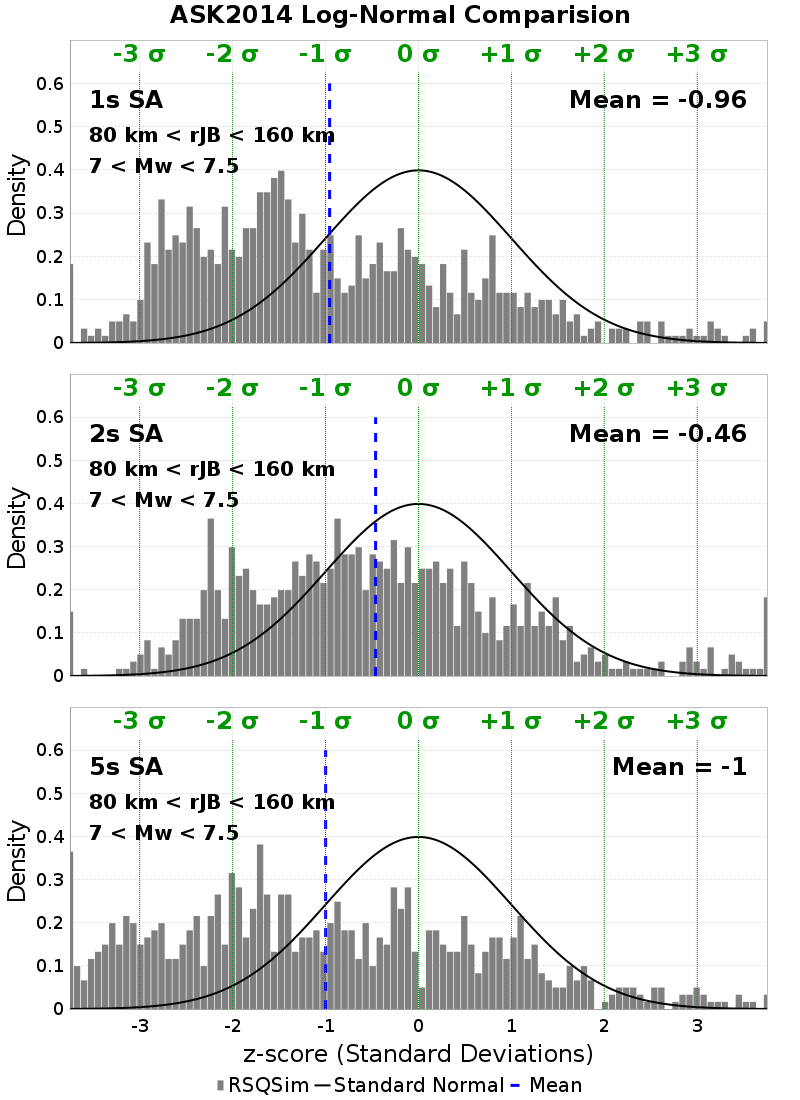 ASK2014 Log-Normal Comparision
-3 σ -2 σ -1 σ 0 σ +1 σ +2 σ +3 σ
0.6
1s SA Mean = -0.96
0.5
80 km < rJB < 160 km
7 < Mw < 7.5
0.4
0.3
0.2
0.1
0
Density
-3 σ -2 σ -1 σ 0 σ +1 σ +2 σ +3 σ
0.6
2s SA Mean = -0.46
0.5
80 km < rJB < 160 km
7 < Mw < 7.5
0.4
0.3
0.2
0.1
0
Density
-3 σ -2 σ -1 σ 0 σ +1 σ +2 σ +3 σ
0.6
5s SA Mean = -1
0.5
80 km < rJB < 160 km
7 < Mw < 7.5
0.4
0.3
0.2
0.1
0
Density
-3 -2 -1 0 1 2 3
z-score (Standard Deviations)
RSQSim Standard Normal Mean